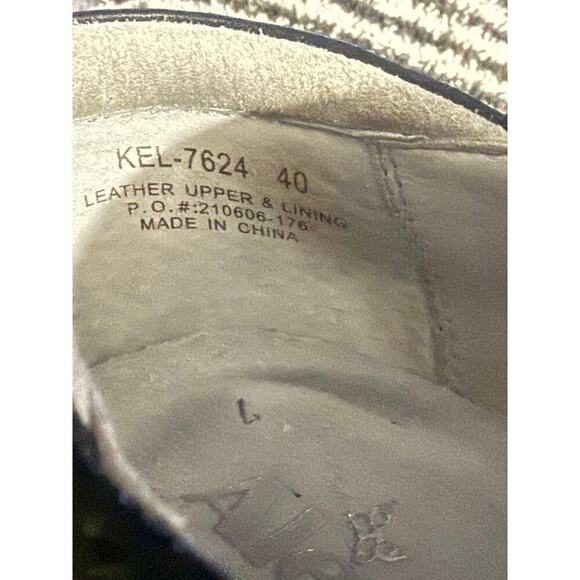 KEL-7624 40
LEATHER UPPER & LINING
P.O.#:210606-176
MADE IN CHINA